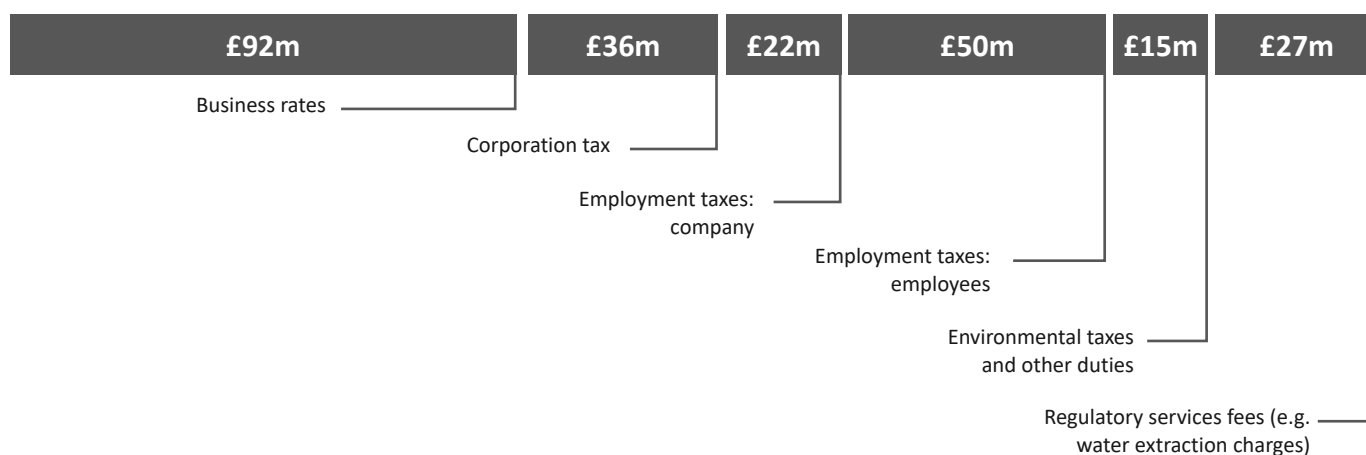 £92m £36m £22m £50m £15m £27m
Business rates
Corporation tax
Employment taxes:
company
Employment taxes:
employees
Environmental taxes
and other duties
Regulatory services fees (e.g.
water extraction charges)